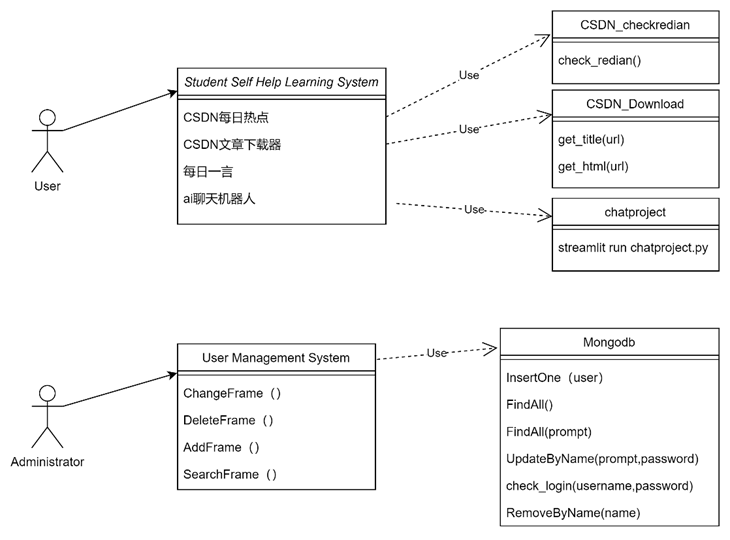 CSDN_checkredian
check_redian()
Use
Student Self Help Learning System
CSDN每日热点
CSDN文章下载器
每日一言
ai聊天机器人
User
Use
CSDN_Download
get_title(url)
get_html(url)
Use
chatproject
streamlit run chatproject.py
Administrator
User Management System
ChangeFrame（）
DeleteFrame（）
AddFrame（）
SearchFrame（）
Use
Mongodb
InsertOne（user）
FindAll()
FindAll(prompt)
UpdateByName(prompt,password)
check_login(username,password)
RemoveByName(name)